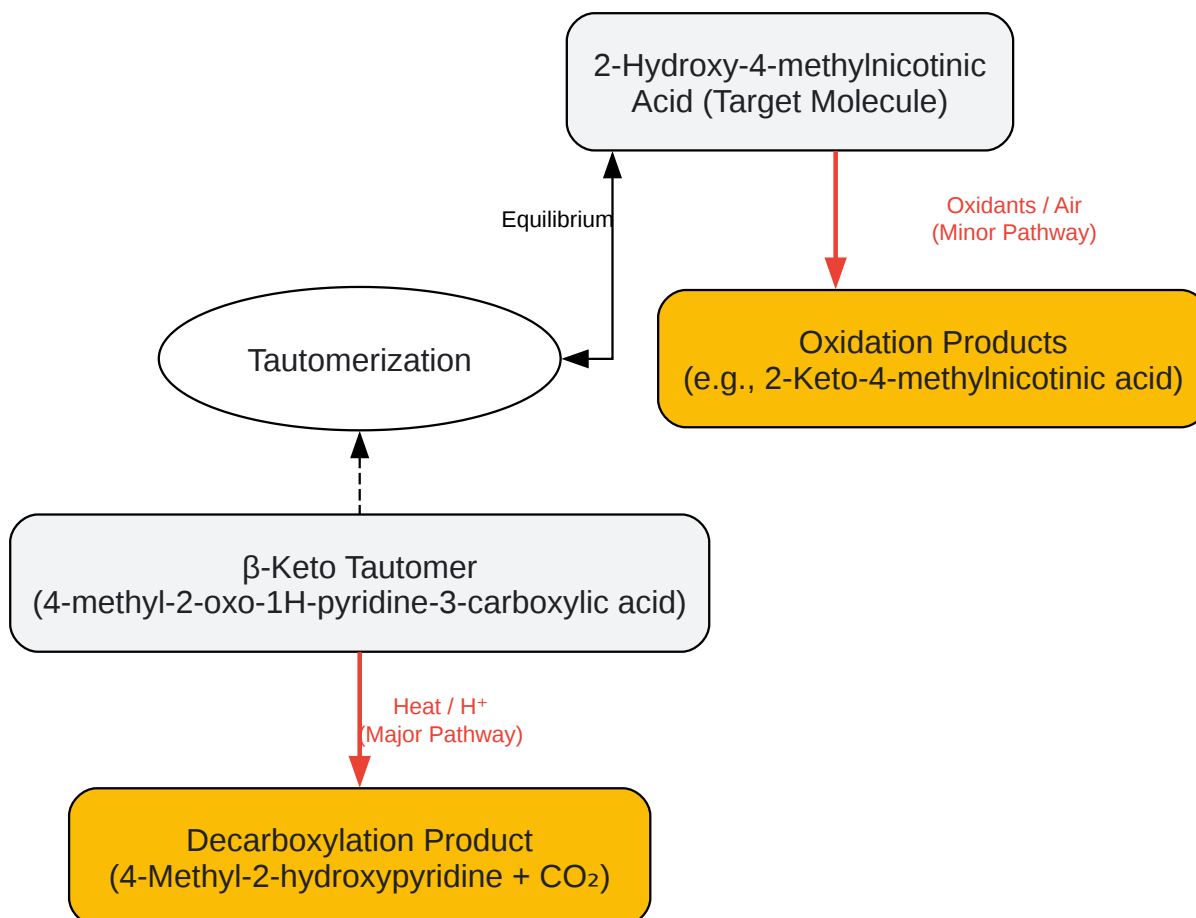 2-Hydroxy-4-methylnicotinic
Acid (Target Molecule)
Equilibrium
Oxidants / Air
(Minor Pathway)
Tautomerization
Oxidation Products
(e.g., 2-Keto-4-methylnicotinic acid)
β-Keto Tautomer
(4-methyl-2-oxo-1H-pyridine-3-carboxylic acid)
Heat / H⁺
(Major Pathway)
Decarboxylation Product
(4-Methyl-2-hydroxypyridine + CO₂)